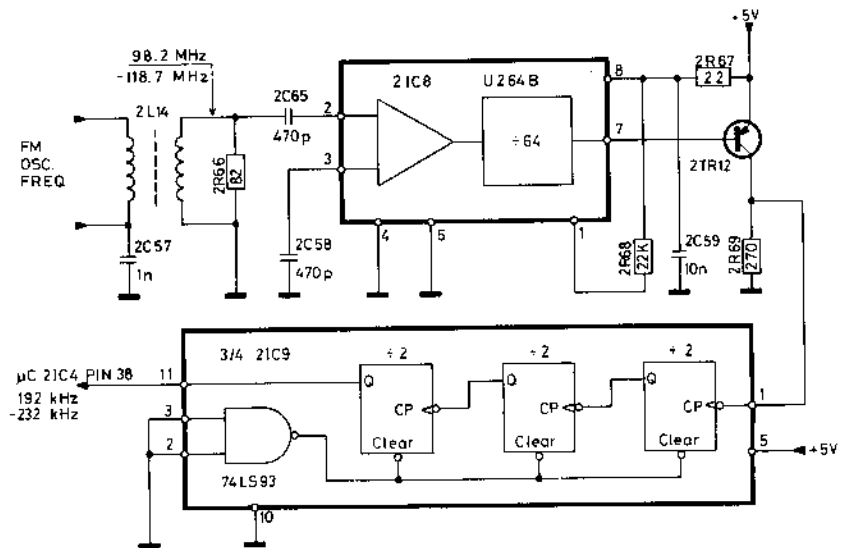 +5V
98.2 MHz
-118.7 MHz
2L14
FM
OSC.
FREQ
2C57
1n
2R66
82
2C65
470p
2C58
470p
2
3
2IC8
U264B
÷64
8
7
4
5
1
2R67
22
2TR12
2R68
22K
2C59
10n
2R69
270
µC 2IC4 PIN 38
192 kHz
-232 kHz
11
3
2
3/4 2IC9
74LS93
10
÷2
Q
CP
Clear
÷2
Q
CP
Clear
÷2
Q
CP
Clear
1
5
+5V